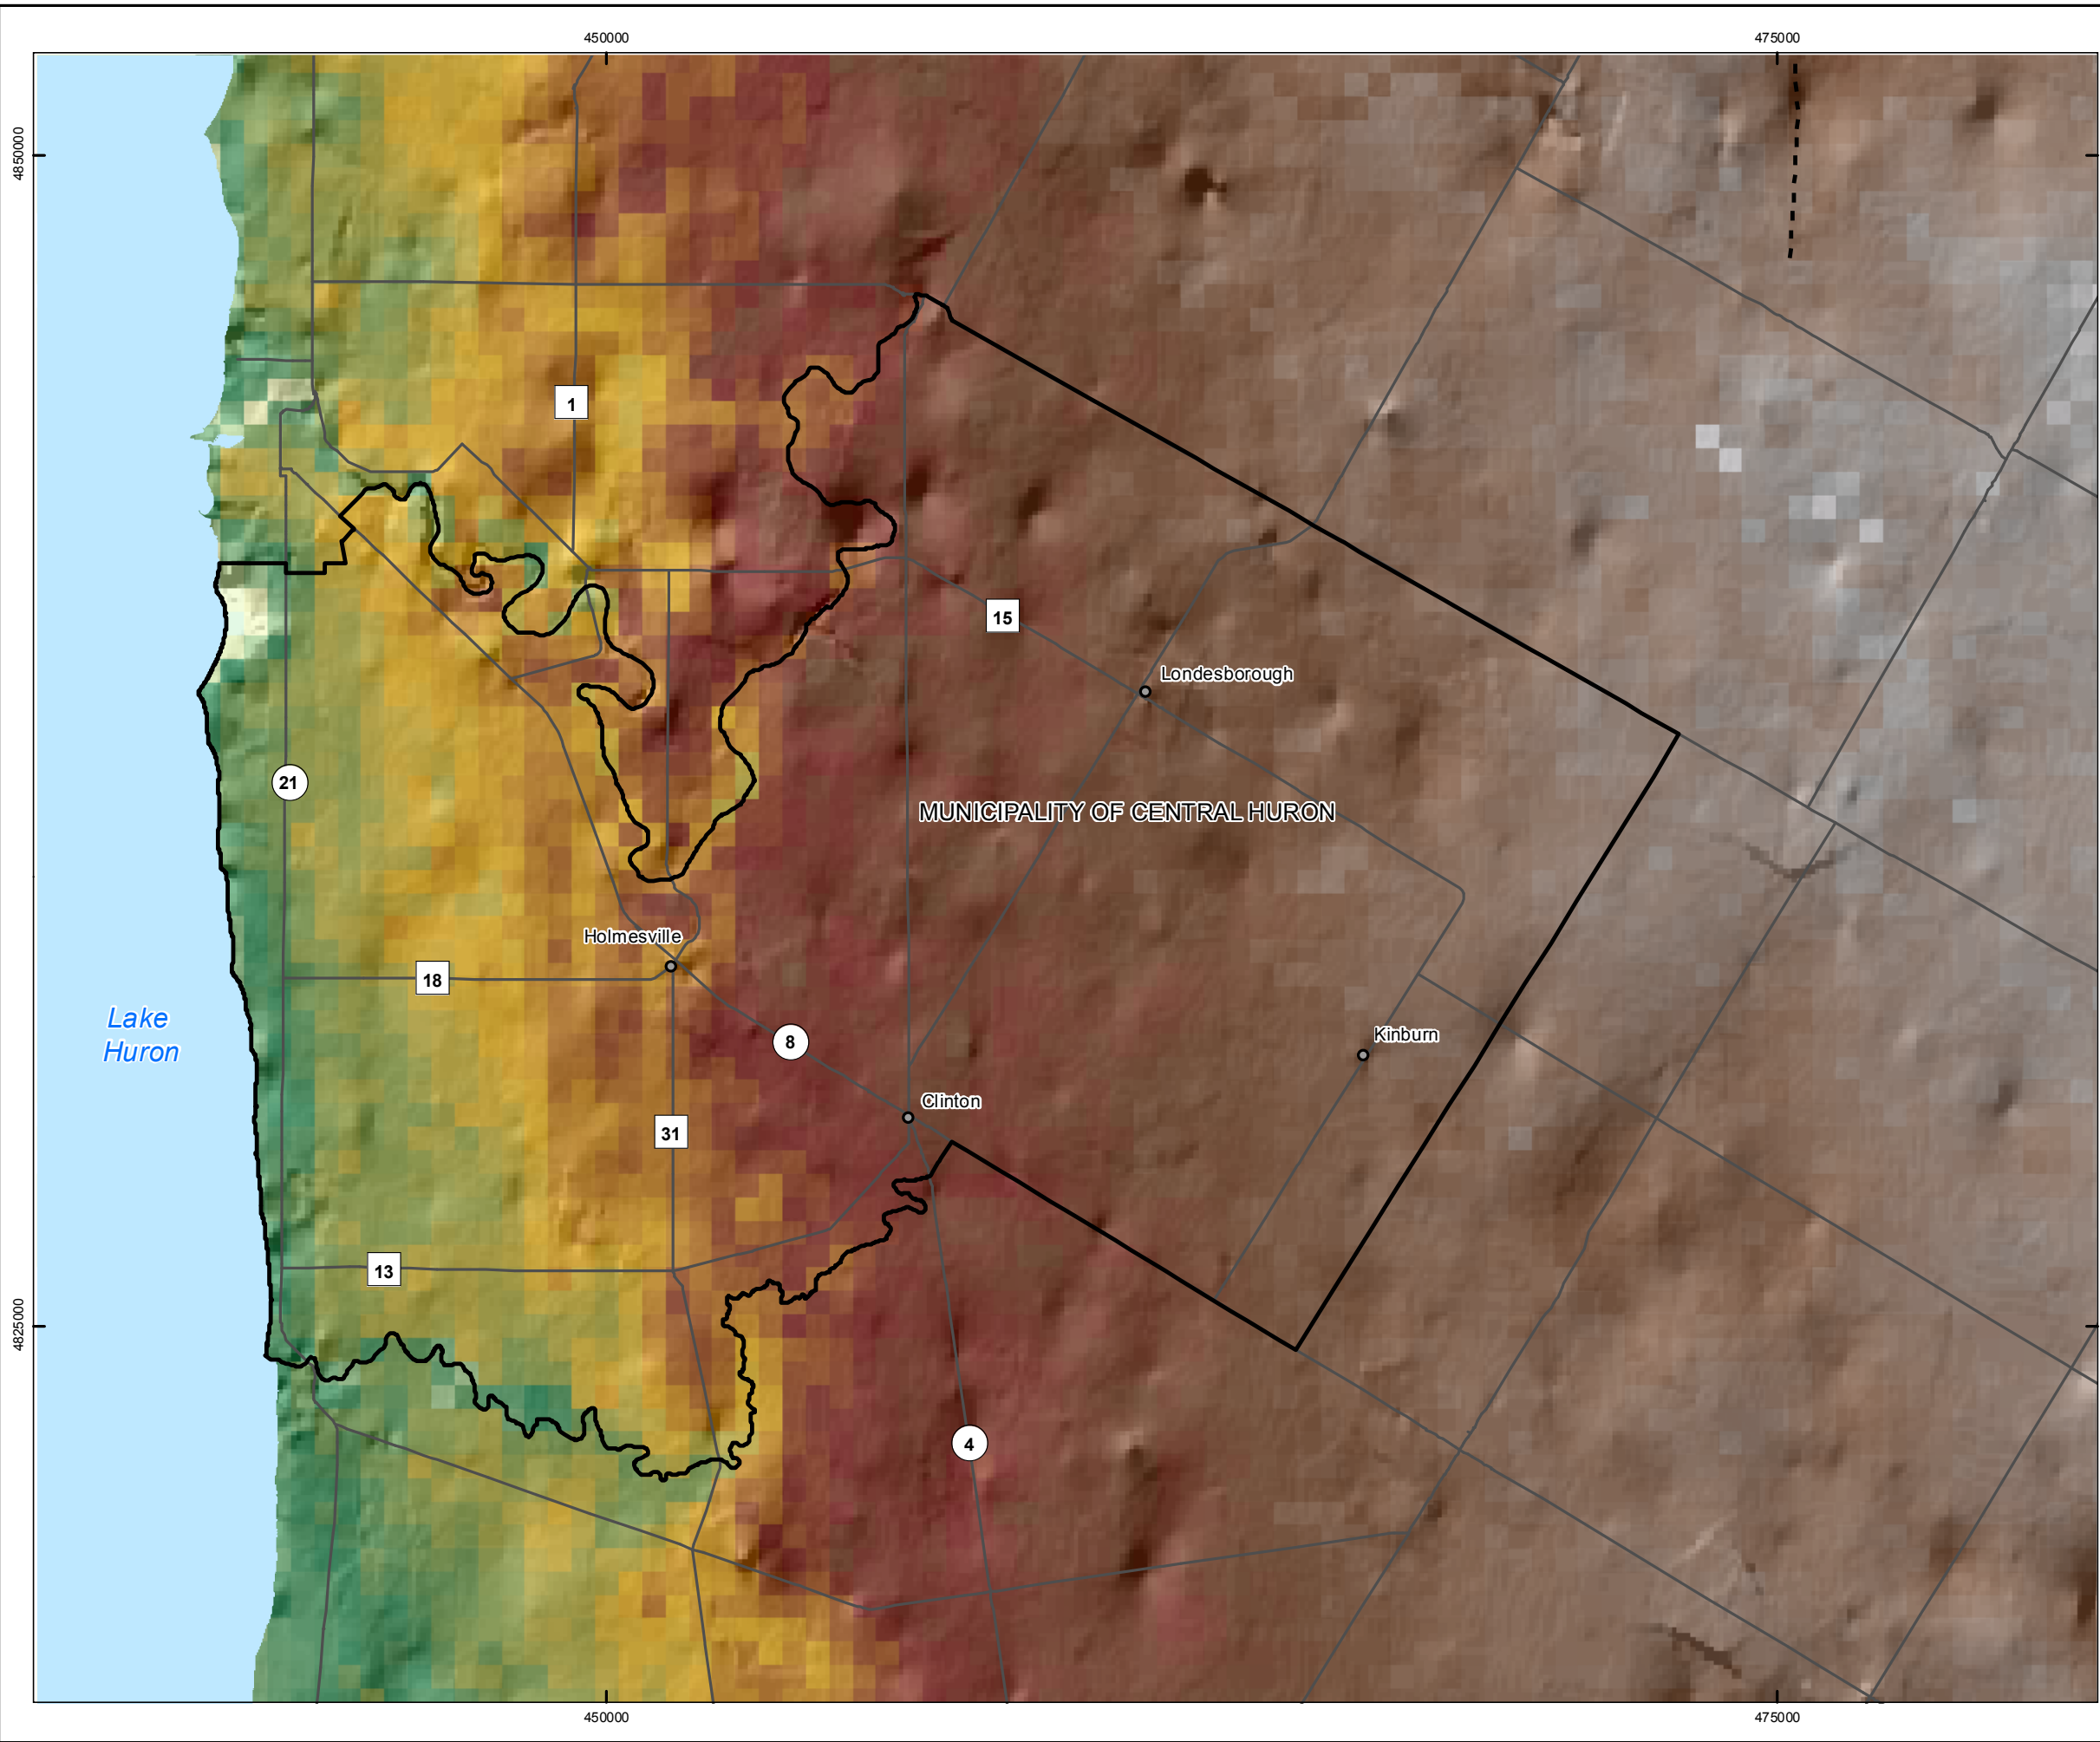 450000
475000
4850000
1
15
Londesborough
21
MUNICIPALITY OF CENTRAL HURON
Holmesville
18
Lake
Huron
8
Kinburn
Clinton
31
13
4825000
4
450000
475000